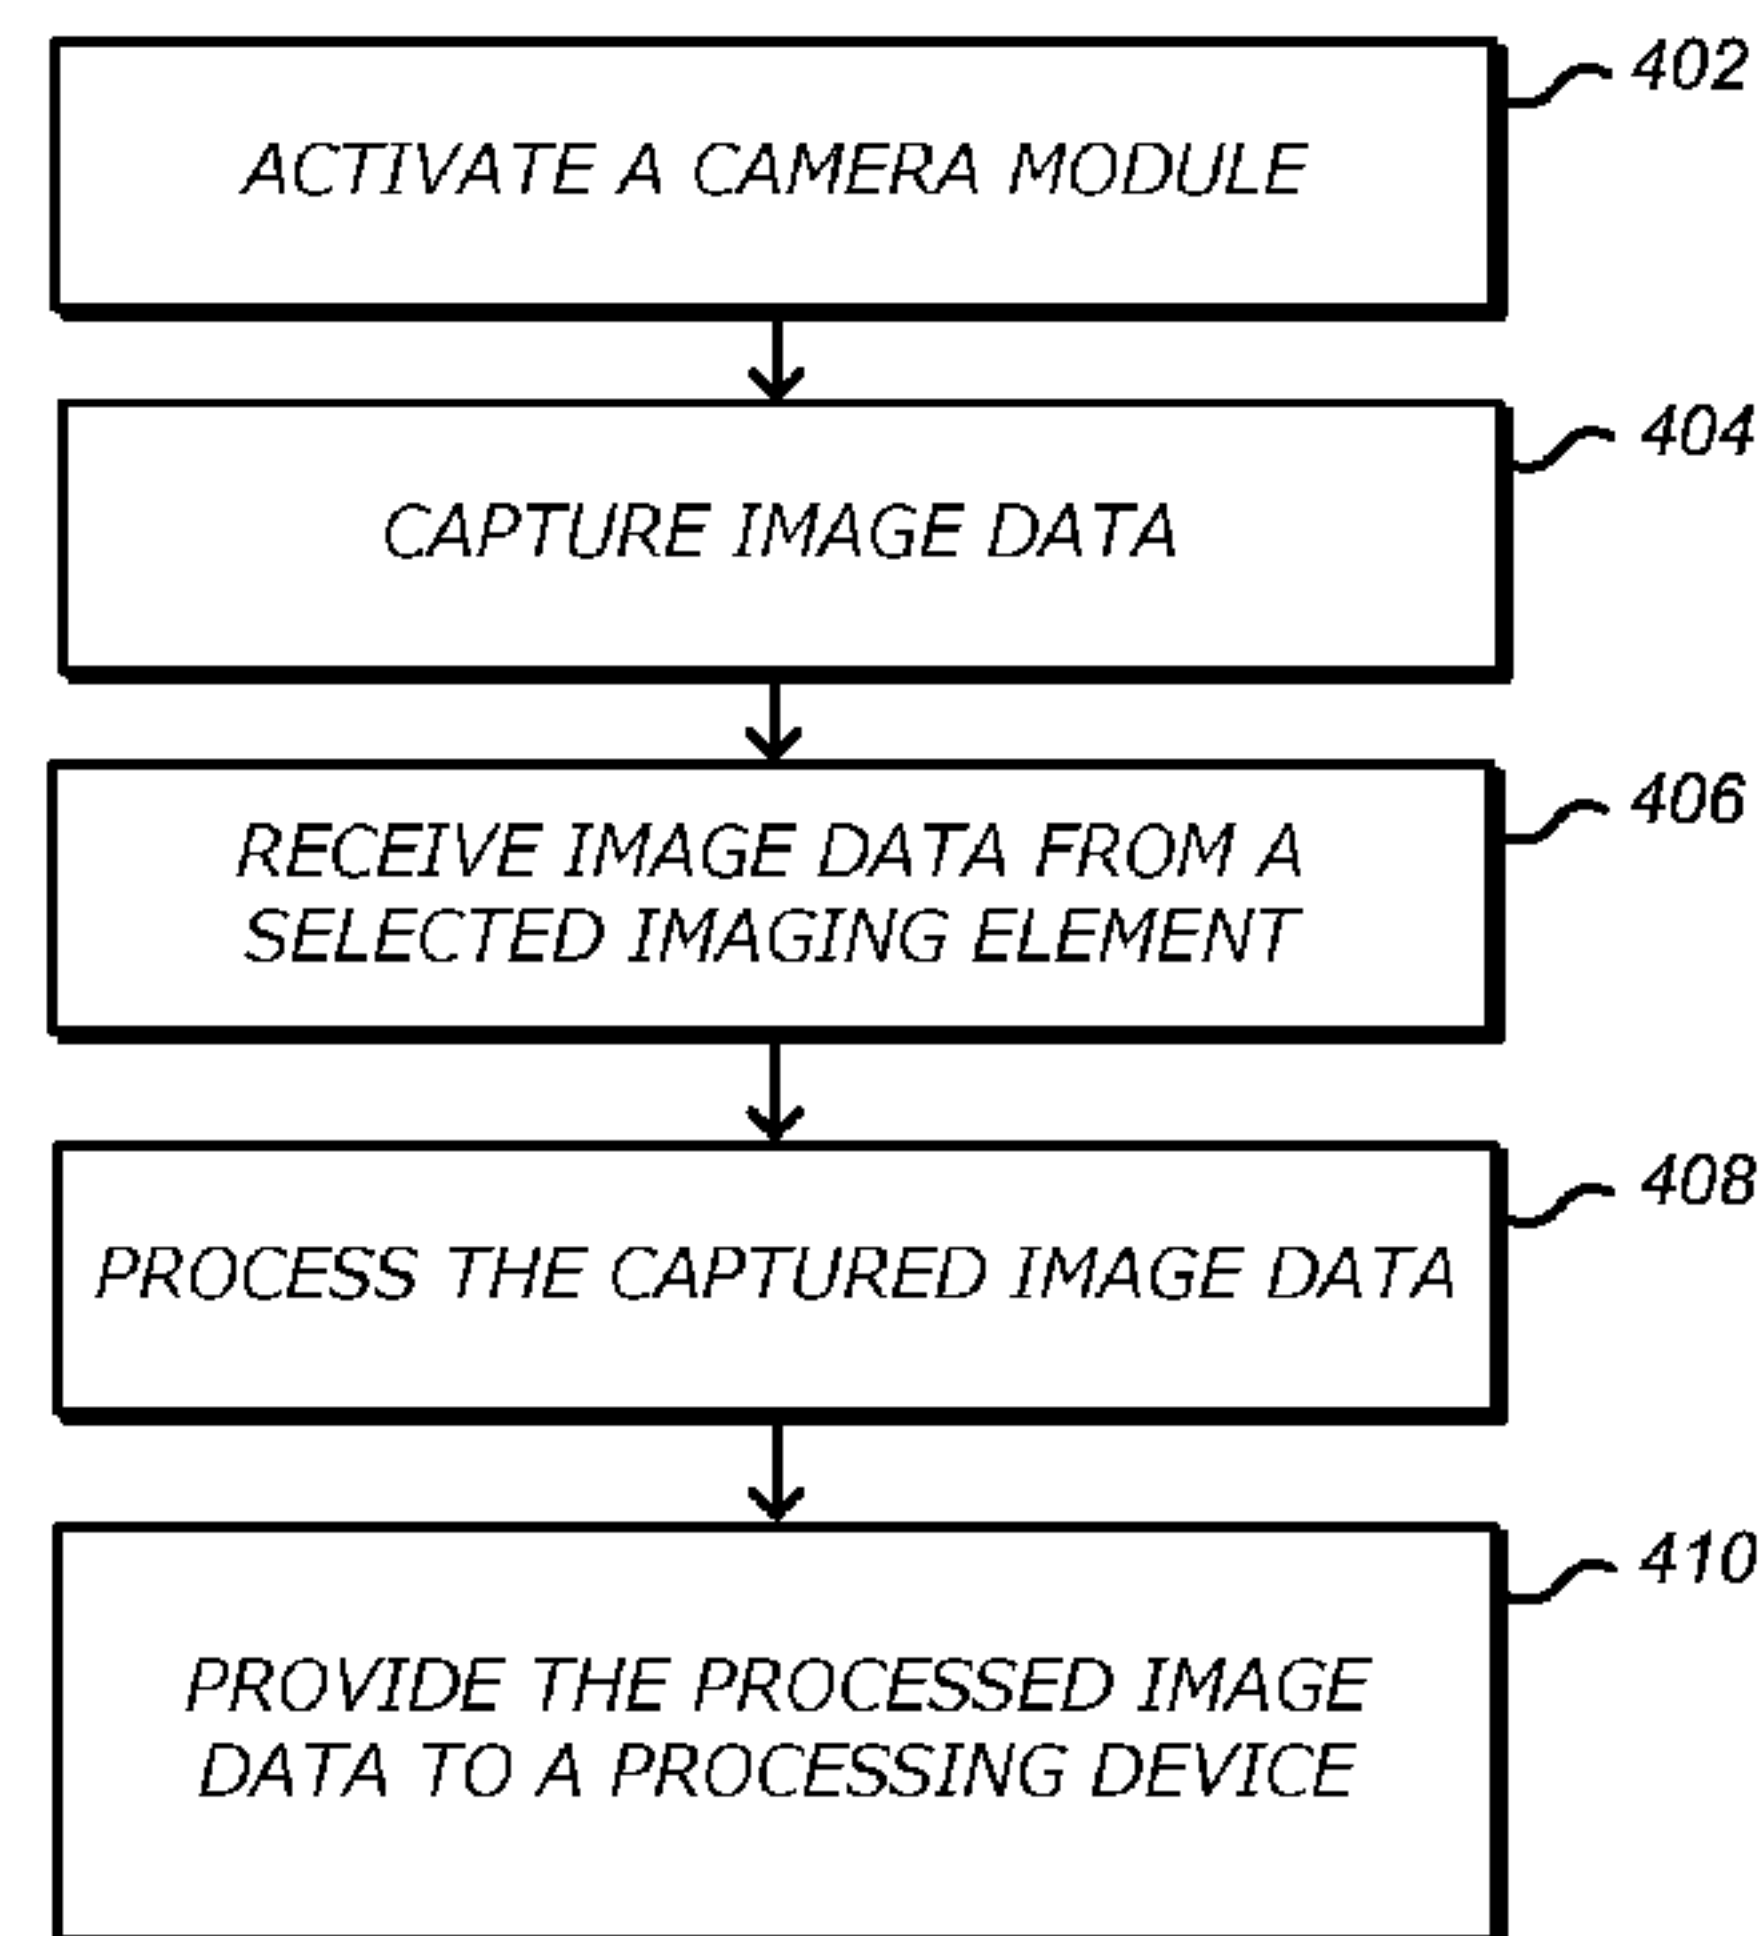 402
ACTIVATE A CAMERA MODULE
404
CAPTURE IMAGE DATA
406
RECEIVE IMAGE DATA FROM A
SELECTED IMAGING ELEMENT
408
PROCESS THE CAPTURED IMAGE DATA
410
PROVIDE THE PROCESSED IMAGE
DATA TO A PROCESSING DEVICE